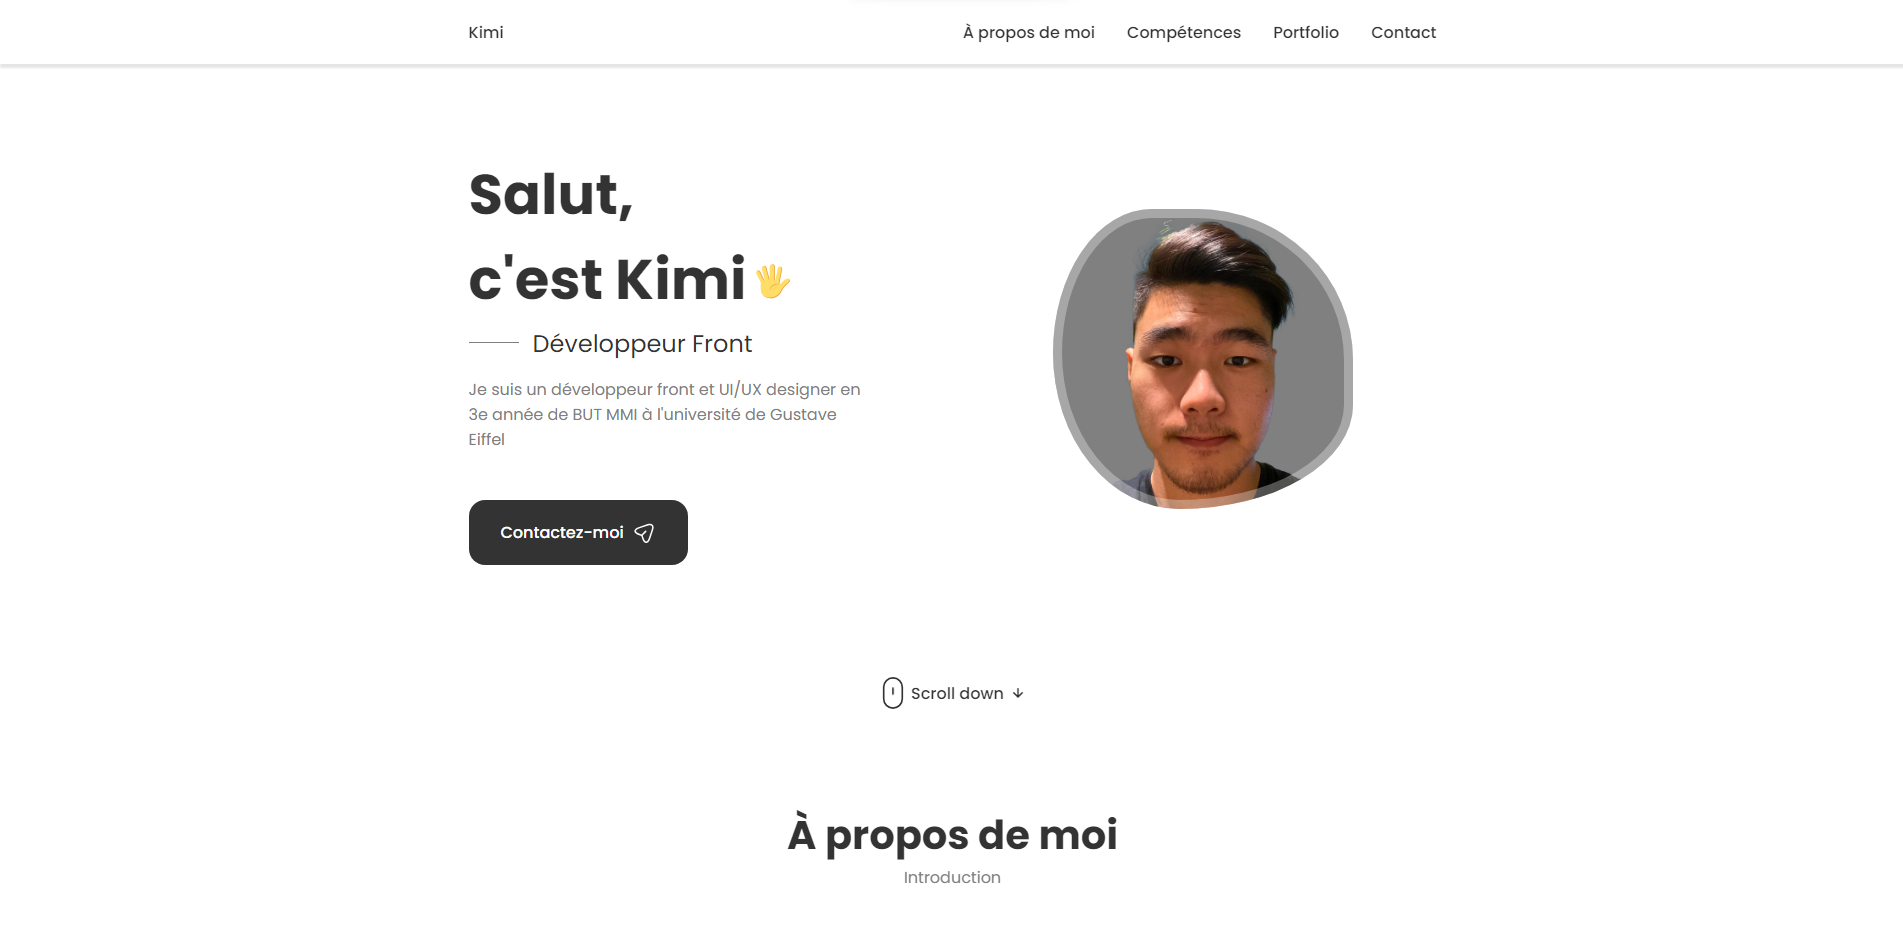 Kimi
À propos de moi
Compétences
Portfolio
Contact
Salut,
c'est Kimi
Développeur Front
Je suis un développeur front et UI/UX designer en
3e année de BUT MMI à l'université de Gustave
Eiffel
Contactez-moi
Scroll down
À propos de moi
Introduction